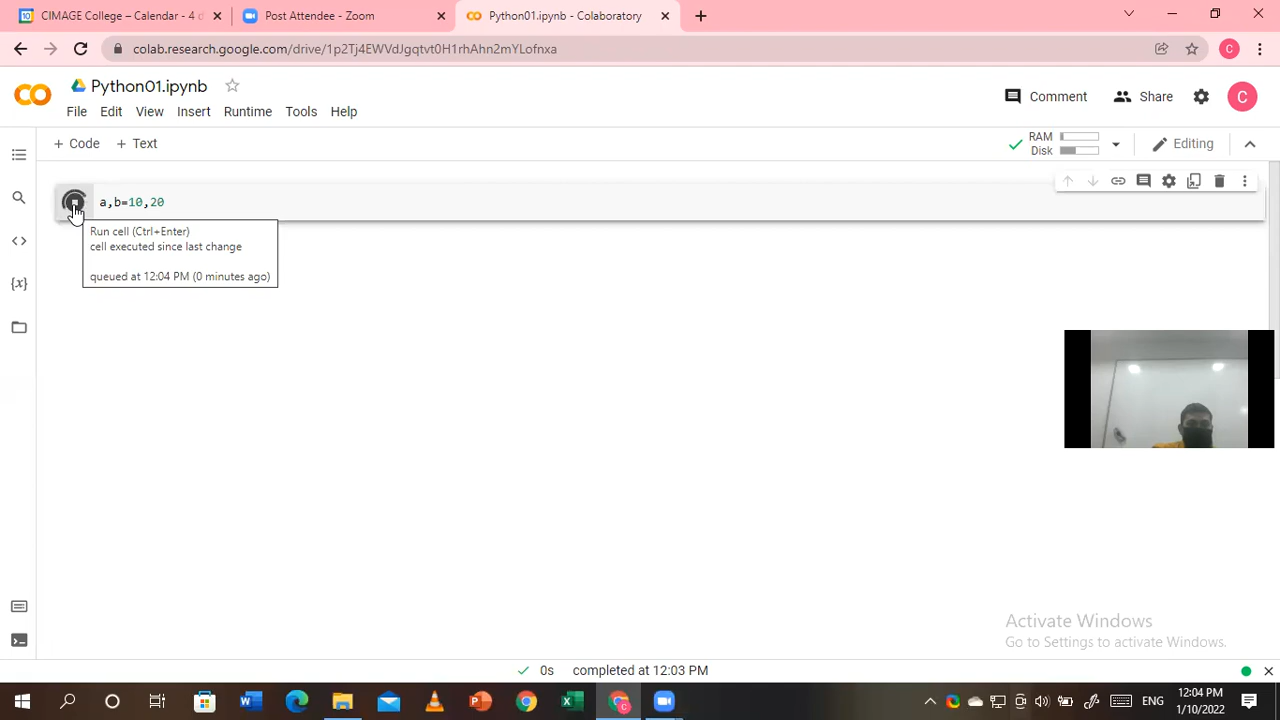 CIMAGE College – Calendar - 4 d
Post Attendee - Zoom
Python01.ipynb - Colaboratory
colab.research.google.com/drive/1p2Tj4EWVdJgqtvt0H1rhAhn2mYLofnxa
C
Python01.ipynb
File Edit View Insert Runtime Tools Help
Comment Share C
+ Code + Text
RAM
Disk
Editing
a,b=10,20
Run cell (Ctrl+Enter)
cell executed since last change
queued at 12:04 PM (0 minutes ago)
Activate Windows
Go to Settings to activate Windows.
0s completed at 12:03 PM
ENG
12:04 PM
1/10/2022